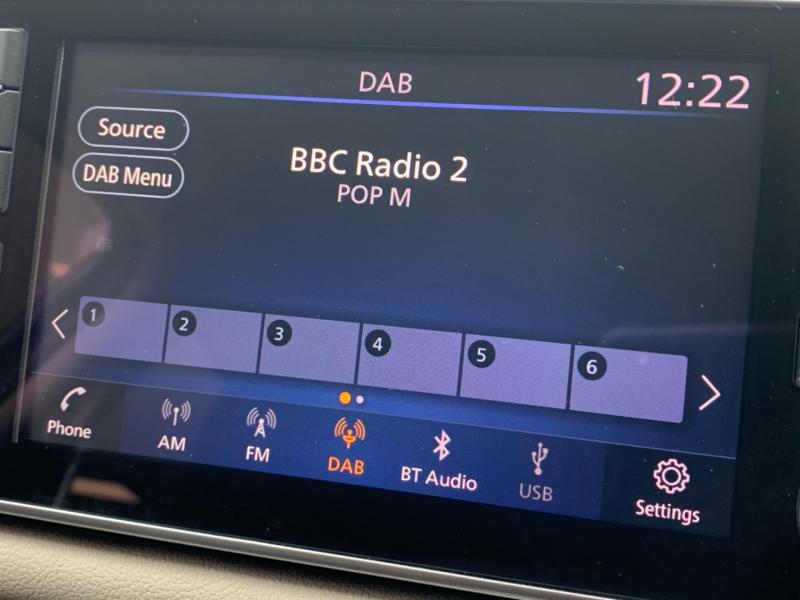 DAB
12:22
Source
DAB Menu
BBC Radio 2
POP M
1
2
3
4
5
6
Phone
AM
FM
DAB
BT Audio
USB
Settings